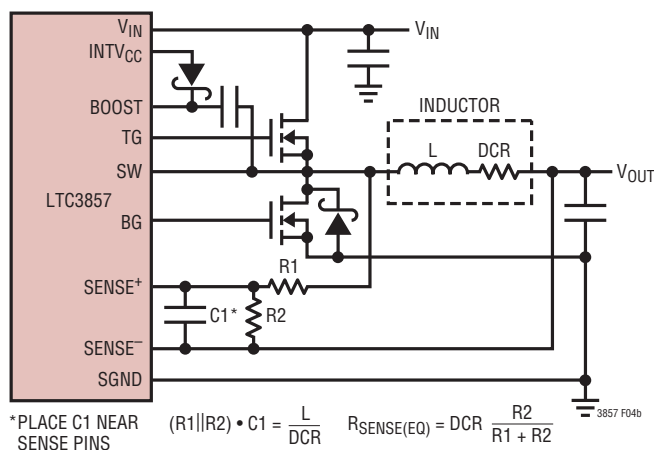 VIN
VIN
INTVCC
BOOST
INDUCTOR
TG
L DCR
SW
VOUT
LTC3857
BG
R1
SENSE+
C1* R2
SENSE–
SGND
3857 F04b
*PLACE C1 NEAR
SENSE PINS
(R1||R2) • C1 = L/DCR
RSENSE(EQ) = DCR R2/(R1 + R2)